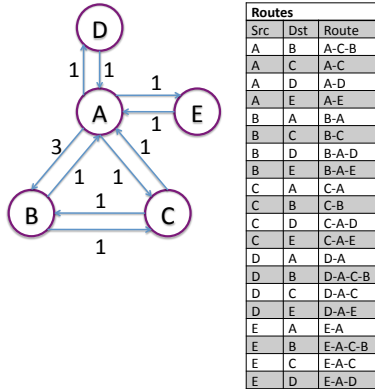 D
1
1
1
A
E
1
3
1
1
1
1
B
C
1
Routes
Src Dst Route
A B A-C-B
A C A-C
A D A-D
A E A-E
B A B-A
B C B-C
B D B-A-D
B E B-A-E
C A C-A
C B C-B
C D C-A-D
C E C-A-E
D A D-A
D B D-A-C-B
D C D-A-C
D E D-A-E
E A E-A
E B E-A-C-B
E C E-A-C
E D E-A-D